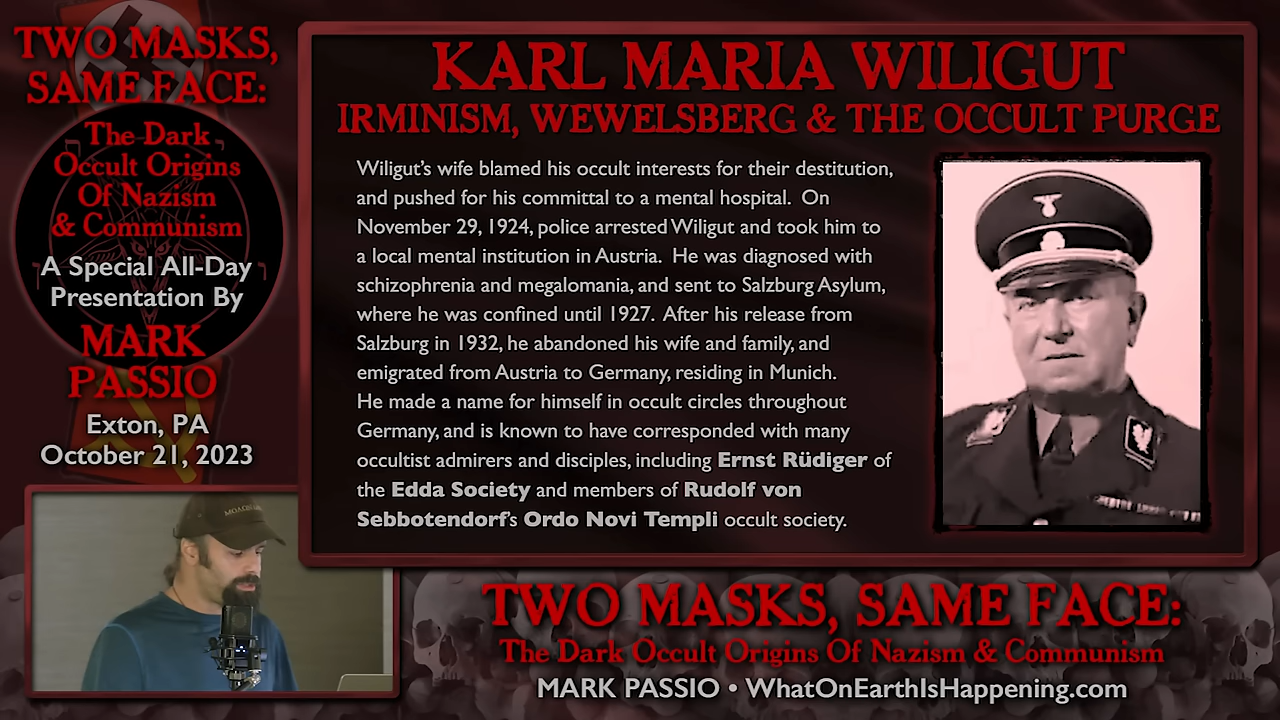 TWO MASKS,
SAME FACE:
The Dark
Occult Origins
Of Nazism
& Communism
A Special All-Day
Presentation By
MARK
PASSIO
Exton, PA
October 21, 2023
KARL MARIA WILIGUT
IRMINISM, WEWELSBERG & THE OCCULT PURGE
Wiligut's wife blamed his occult interests for their destitution,
and pushed for his committal to a mental hospital. On
November 29, 1924, police arrested Wiligut and took him to
a local mental institution in Austria. He was diagnosed with
schizophrenia and megalomania, and sent to Salzburg Asylum,
where he was confined until 1927. After his release from
Salzburg in 1932, he abandoned his wife and family, and
emigrated from Austria to Germany, residing in Munich.
He made a name for himself in occult circles throughout
Germany, and is known to have corresponded with many
occultist admirers and disciples, including Ernst Rüdiger of
the Edda Society and members of Rudolf von
Sebbotendorf's Ordo Novi Templi occult society.
TWO MASKS, SAME FACE:
The Dark Occult Origins Of Nazism & Communism
MARK PASSIO • WhatOnEarthIsHappening.com